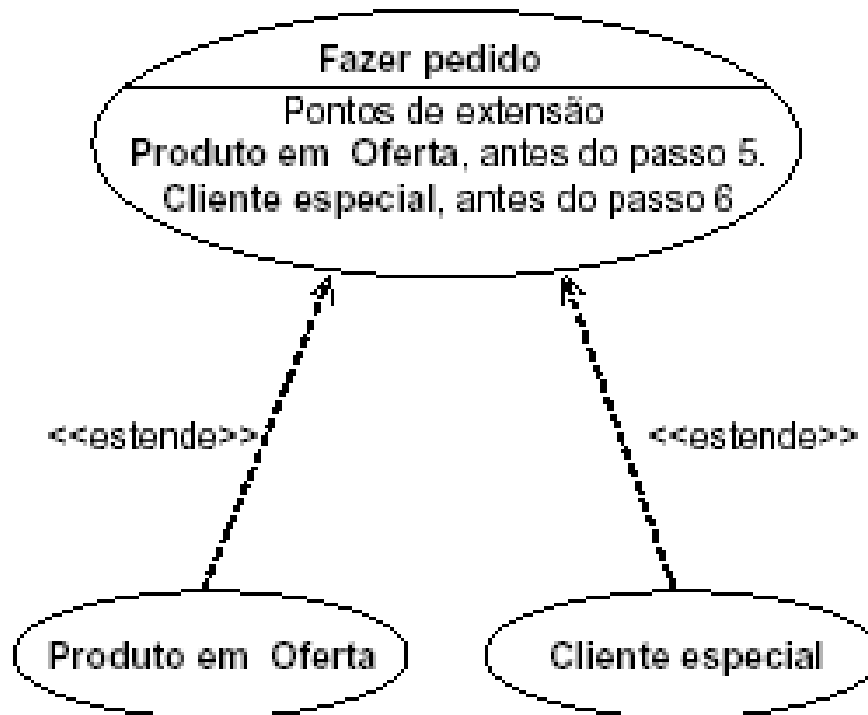 Fazer pedido
Pontos de extensão
Produto em Oferta, antes do passo 5.
Cliente especial, antes do passo 6
<<estende>>
<<estende>>
Produto em Oferta
Cliente especial